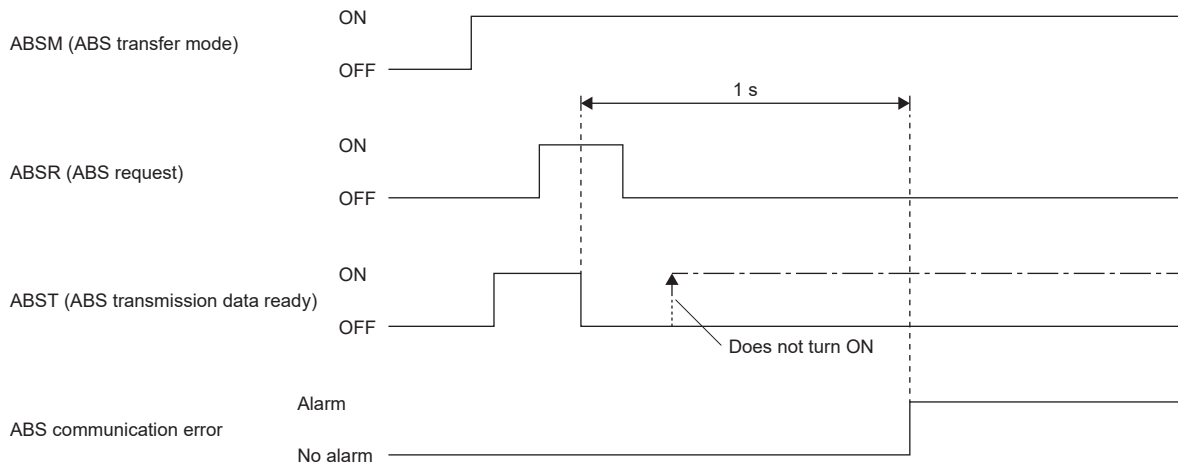 ON
ABSM (ABS transfer mode)
OFF
1 s
ON
ABSR (ABS request)
OFF
ON
ABST (ABS transmission data ready)
OFF
Does not turn ON
Alarm
ABS communication error
No alarm